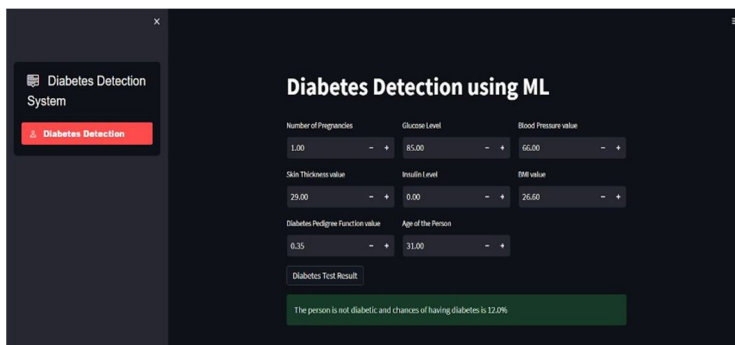 Diabetes Detection
System
Diabetes Detection
Diabetes Detection using ML
Number of Pregnancies Glucose Level Blood Pressure value
1.00 - + 85.00 - + 66.00 - +
Skin Thickness value Insulin Level BMI value
29.00 - + 0.00 - + 26.60 - +
Diabetes Pedigree Function value Age of the Person
0.35 - + 31.00 - +
Diabetes Test Result
The person is not diabetic and chances of having diabetes is 12.0%